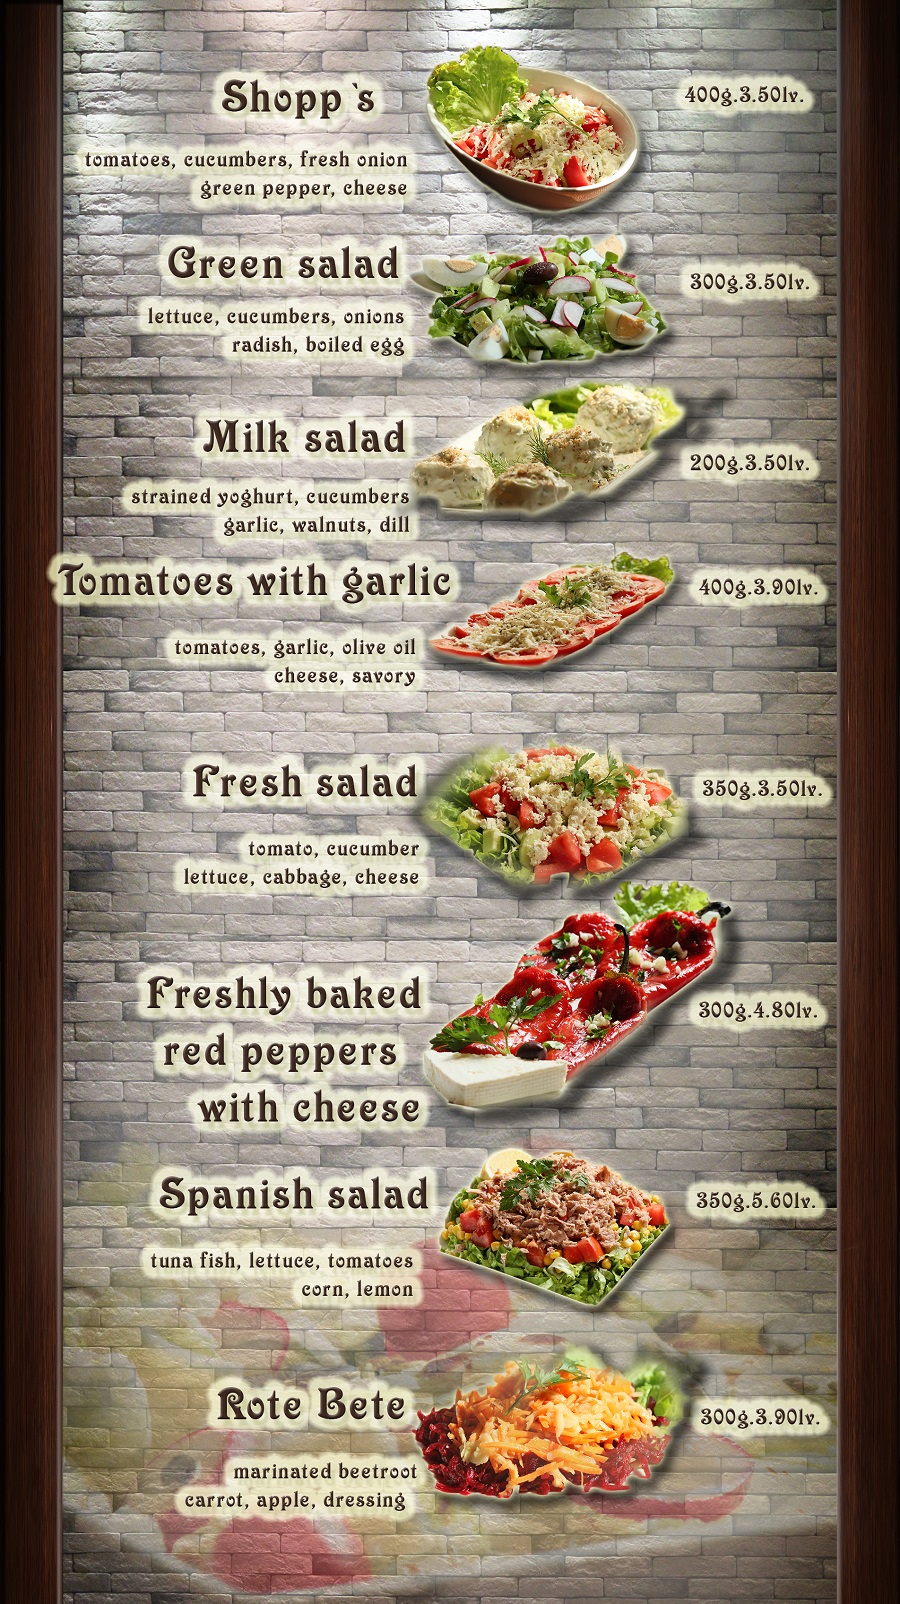 Shopp`s
400g.3.50lv.
tomatoes, cucumbers, fresh onion
green pepper, cheese
Green salad
300g.3.50lv.
lettuce, cucumbers, onions
radish, boiled egg
Milk salad
200g.3.50lv.
strained yoghurt, cucumbers
garlic, walnuts, dill
Tomatoes with garlic
400g.3.90lv.
tomatoes, garlic, olive oil
cheese, savory
Fresh salad
350g.3.50lv.
tomato, cucumber
lettuce, cabbage, cheese
Freshly baked
red peppers
with cheese
300g.4.80lv.
Spanish salad
350g.5.60lv.
tuna fish, lettuce, tomatoes
corn, lemon
Rote Bete
300g.3.90lv.
marinated beetroot
carrot, apple, dressing